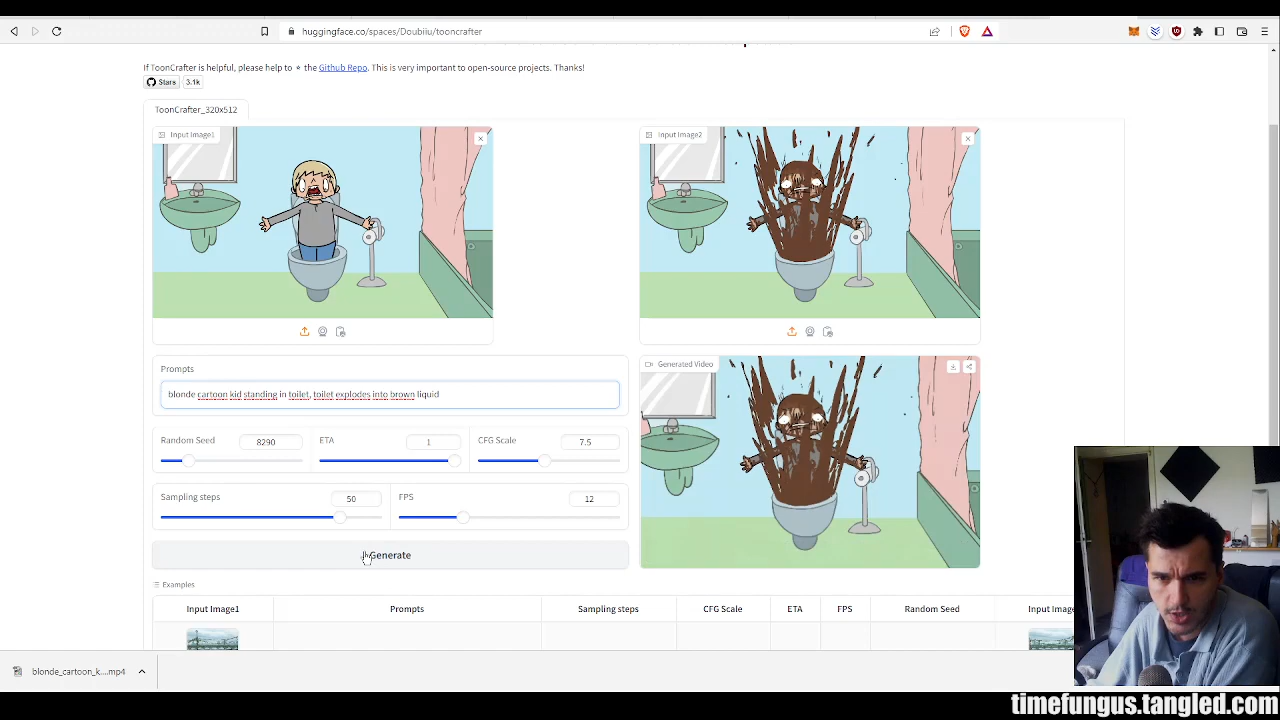 huggingface.co/spaces/Doubiiu/tooncrafter
If ToonCrafter is helpful, please help to ⭐ the Github Repo. This is very important to open-source projects. Thanks!
Stars 3.1k
ToonCrafter_320x512
Input Image1
Input Image2
Prompts
Generated Video
blonde cartoon kid standing in toilet, toilet explodes into brown liquid
Random Seed 8290 ETA 1 CFG Scale 7.5
Sampling steps 50 FPS 12
Generate
Examples
Input Image1 Prompts Sampling steps CFG Scale ETA FPS Random Seed Input Image
blonde_cartoon_k....mp4
timefungus.tangled.com